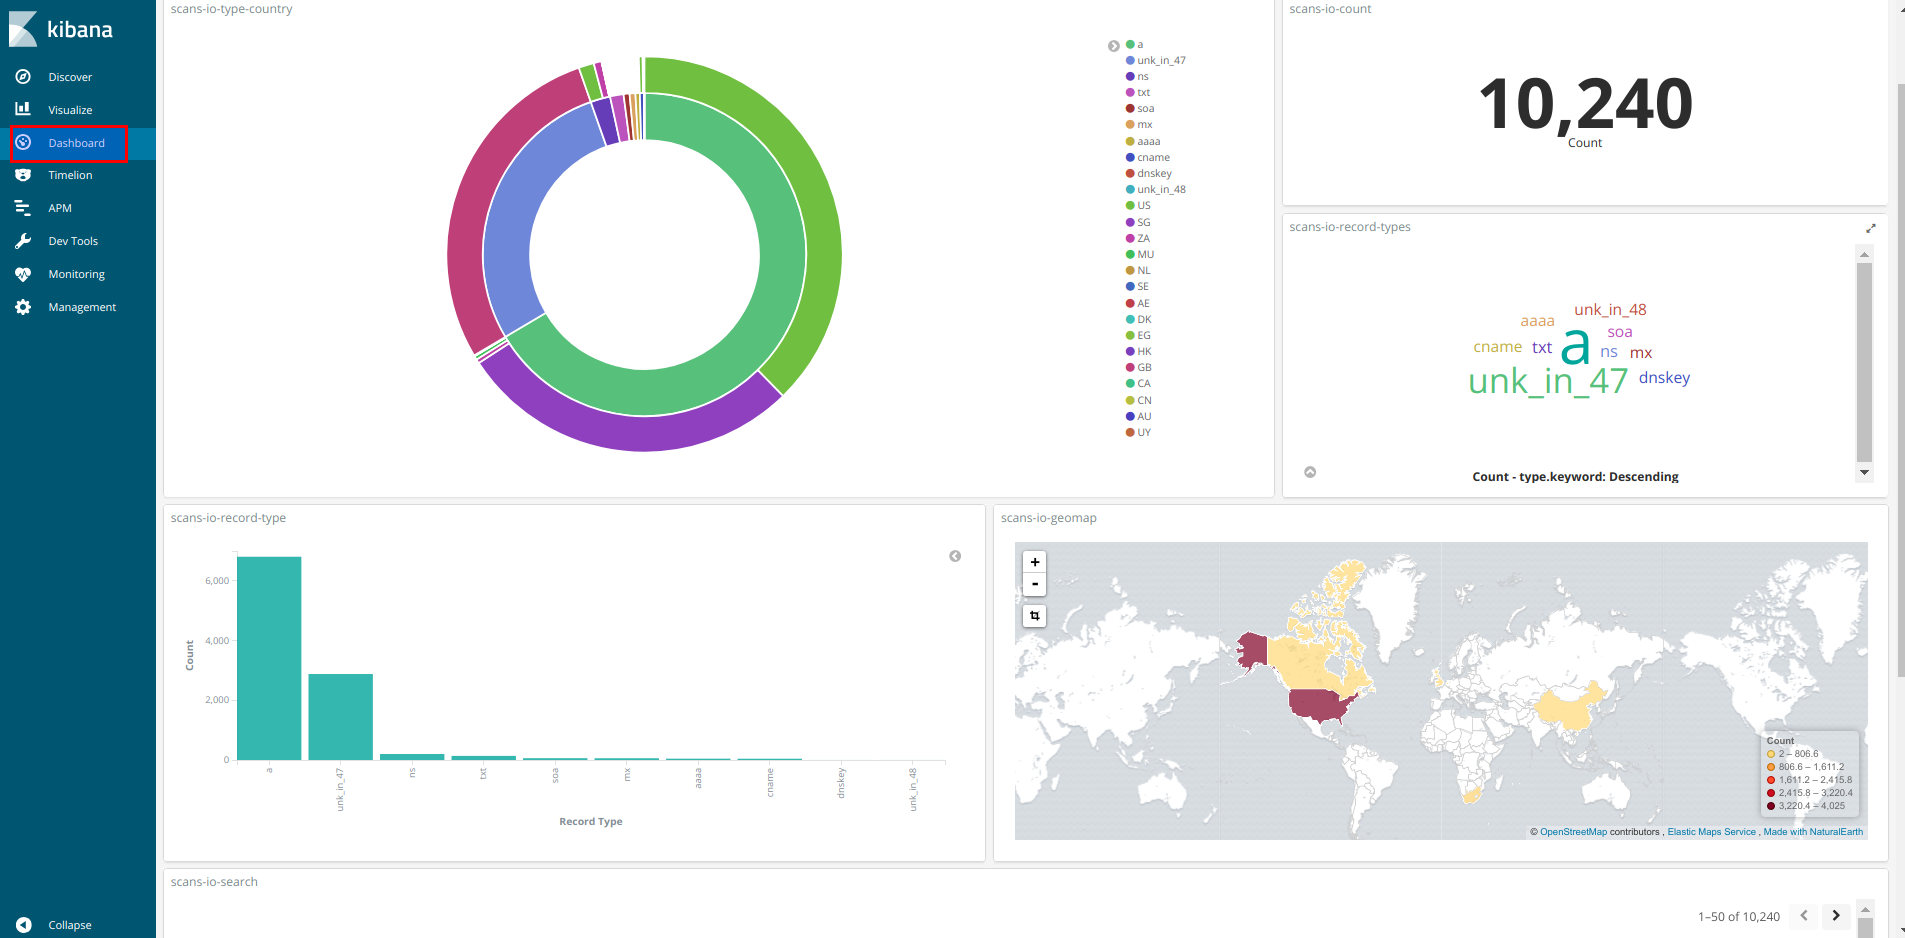 kibana
Discover
Visualize
Dashboard
Timelion
APM
Dev Tools
Monitoring
Management
Collapse
scans-io-type-country
a
unk_in_47
ns
txt
soa
mx
aaaa
cname
dnskey
unk_in_48
US
SG
ZA
MU
NL
SE
AE
DK
EG
HK
GB
CA
CN
AU
UY
scans-io-count
10,240
Count
scans-io-record-types
unk_in_48
aaaa
soa
cname txt a ns mx
unk_in_47 dnskey
Count - type.keyword: Descending
scans-io-record-type
6,000
4,000
2,000
0
Count
a
unk_in_47
ns
txt
soa
mx
aaaa
cname
dnskey
unk_in_48
Record Type
scans-io-geomap
+
-
Count
2 – 806.6
806.6 – 1,611.2
1,611.2 – 2,415.8
2,415.8 – 3,220.4
3,220.4 – 4,025
© OpenStreetMap contributors , Elastic Maps Service , Made with NaturalEarth
scans-io-search
1–50 of 10,240